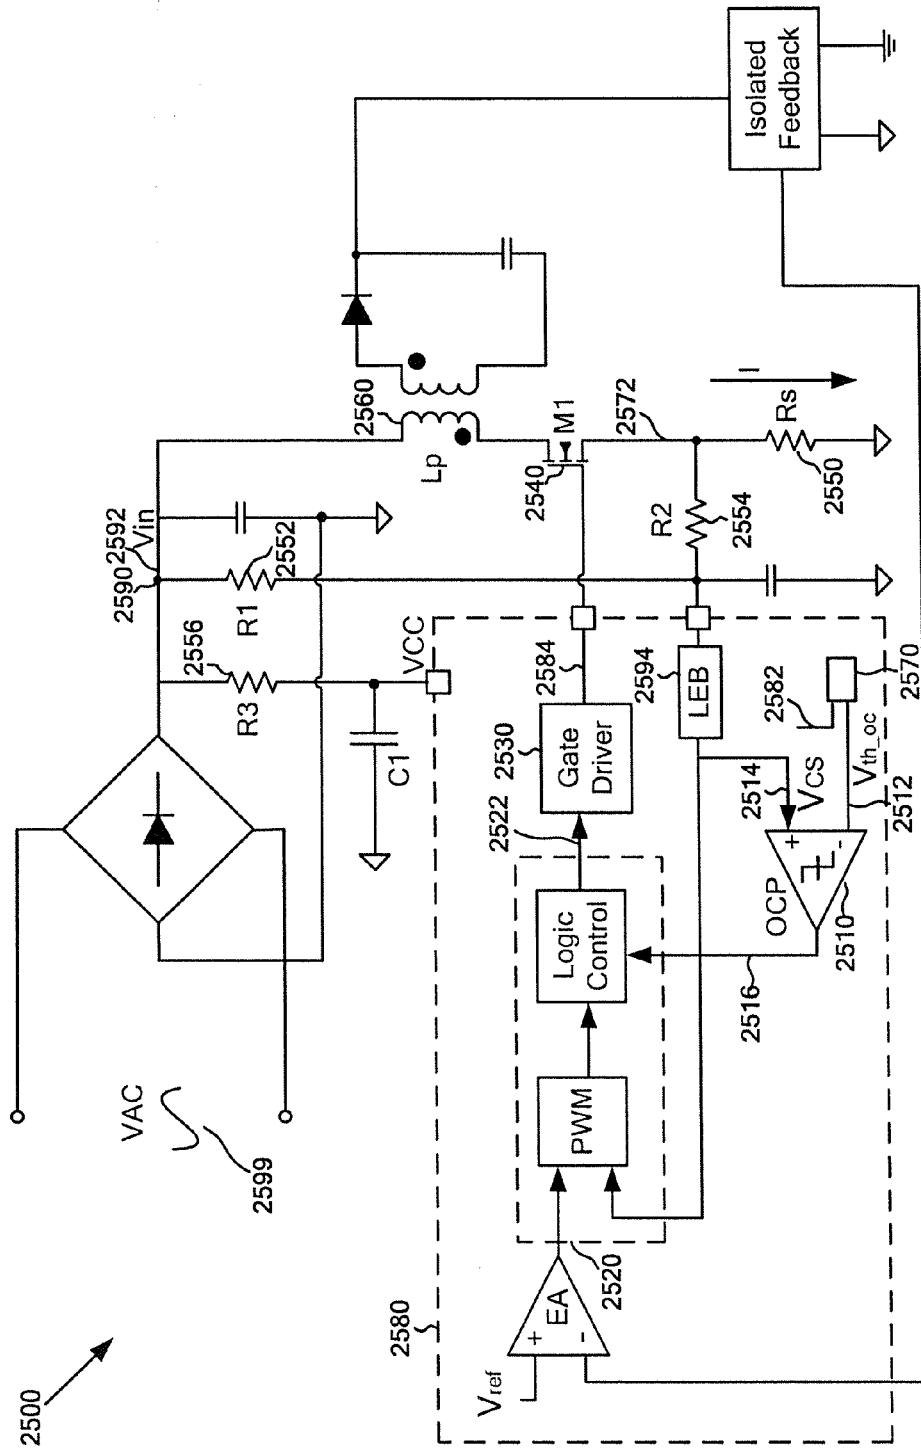 2500
VAC
2599
2590
2592
Vin
R3
2556
R1
2552
C1
VCC
Lp
2560
2540
M1
2572
R2
2554
Rs
2550
I
Isolated
Feedback
2580
Vref
+
-
EA
2520
PWM
Logic
Control
2522
Gate
Driver
2530
2584
LEB
2594
2516
OCP
+
-
2510
2514
VCS
Vth_oc
2512
2582
I
2570